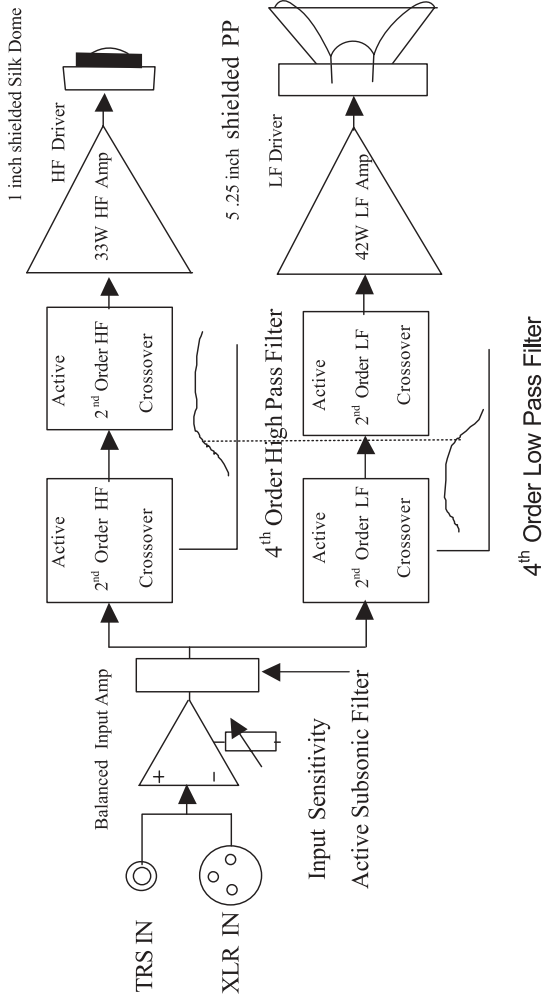 TRS IN
XLR IN
Balanced Input Amp
+
-
Input Sensitivity
Active Subsonic Filter
Active
2nd Order HF
Crossover
Active
2nd Order HF
Crossover
33W HF Amp
HF Driver
1 inch shielded Silk Dome
4th Order High Pass Filter
Active
2nd Order LF
Crossover
Active
2nd Order LF
Crossover
42W LF Amp
LF Driver
5 .25 inch shielded PP
4th Order Low Pass Filter